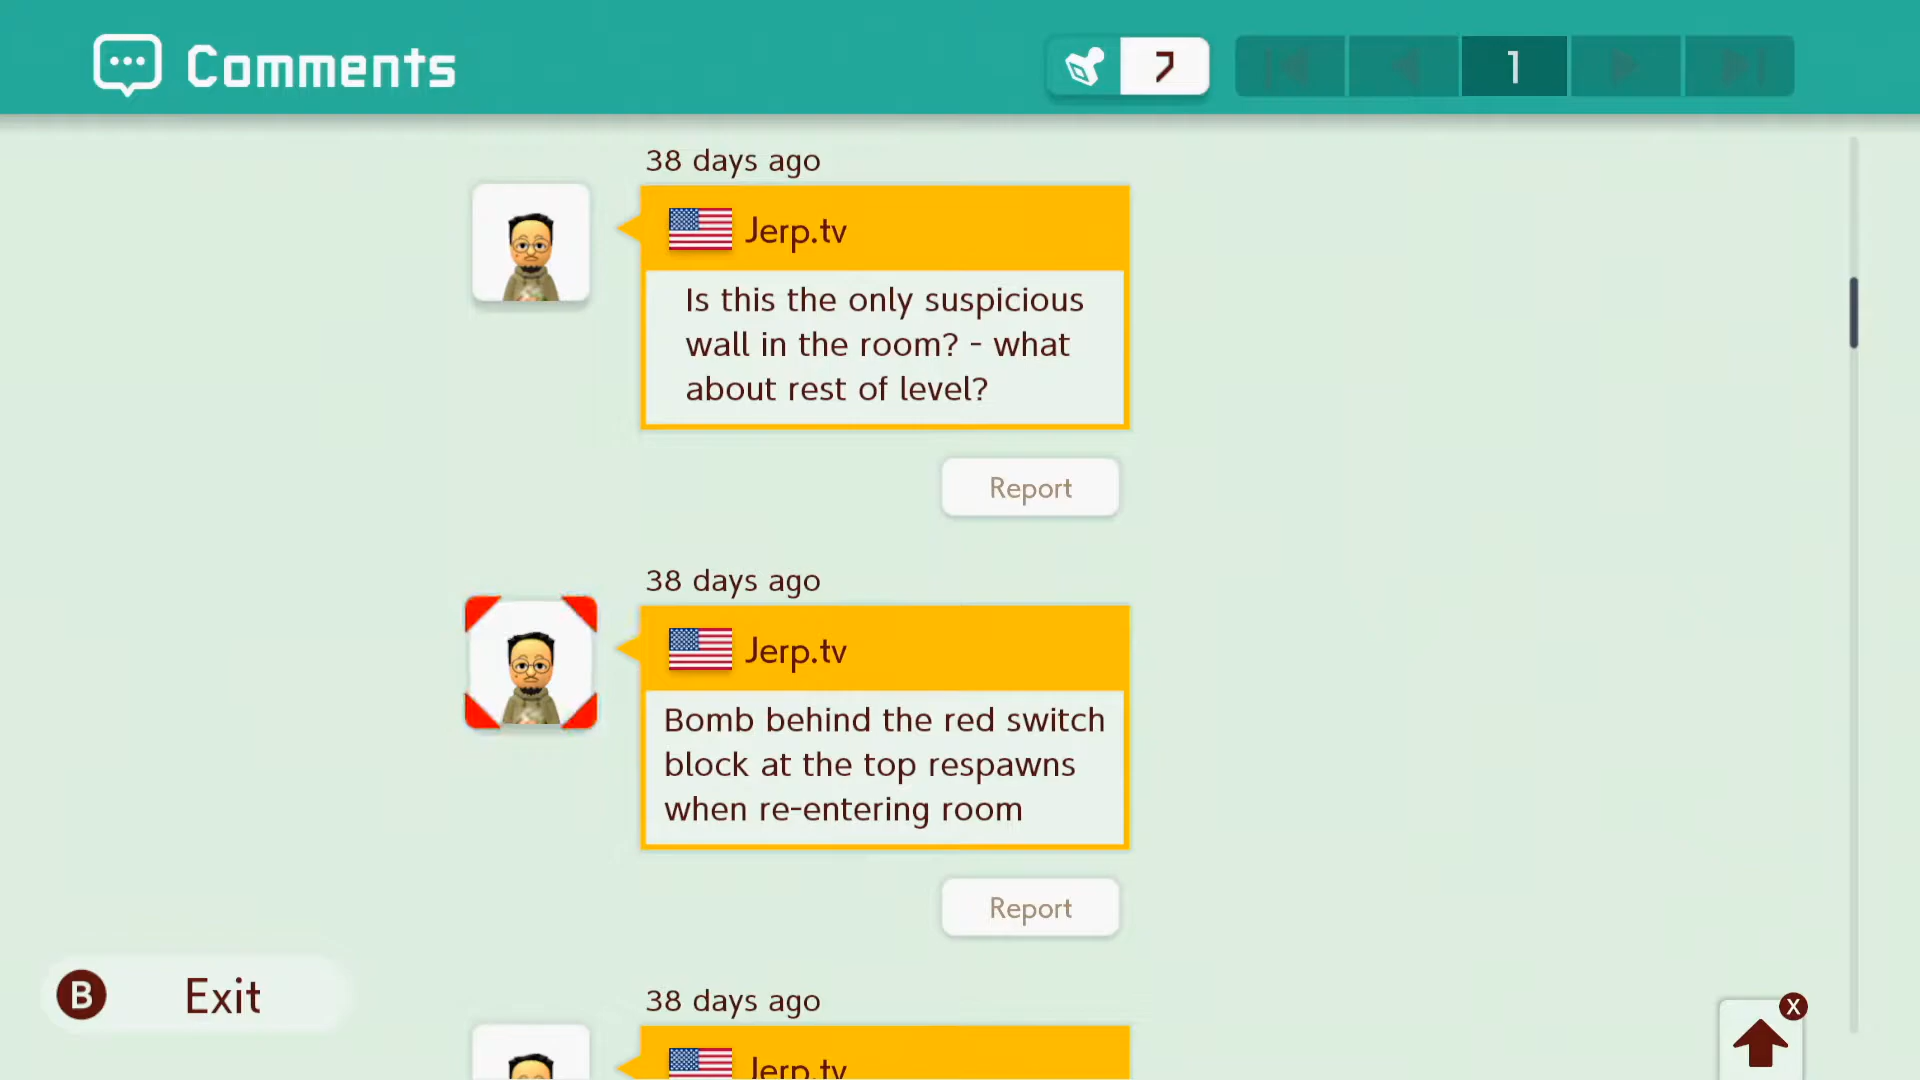 Comments
7
1
38 days ago
Jerp.tv
Is this the only suspicious
wall in the room? - what
about rest of level?
Report
38 days ago
Jerp.tv
Bomb behind the red switch
block at the top respawns
when re-entering room
Report
38 days ago
Jerp.tv
B Exit
X